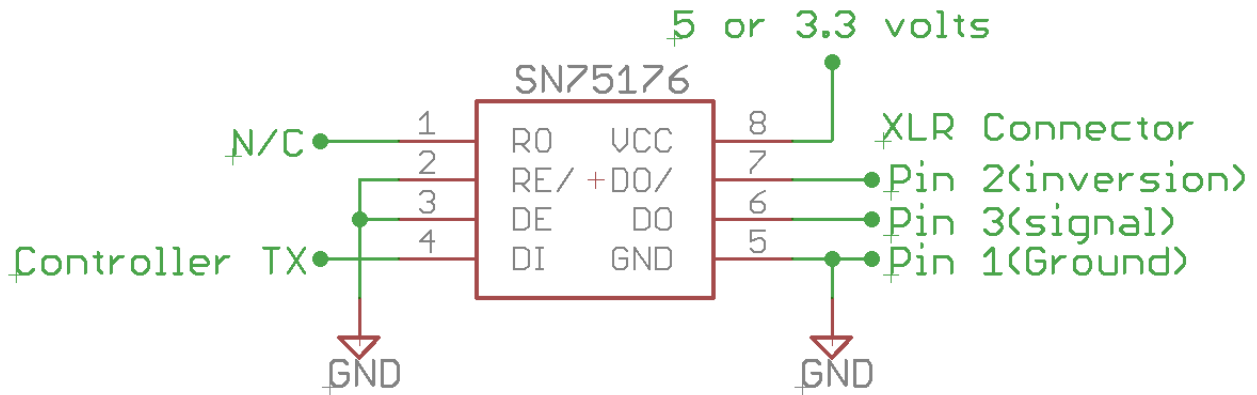 5 or 3.3 volts
SN75176
N/C 1 RO VCC 8 XLR Connector
2 RE/ DO/ 7 Pin 2(inversion)
3 DE DO 6 Pin 3(signal)
Controller TX 4 DI GND 5 Pin 1(Ground)
GND GND